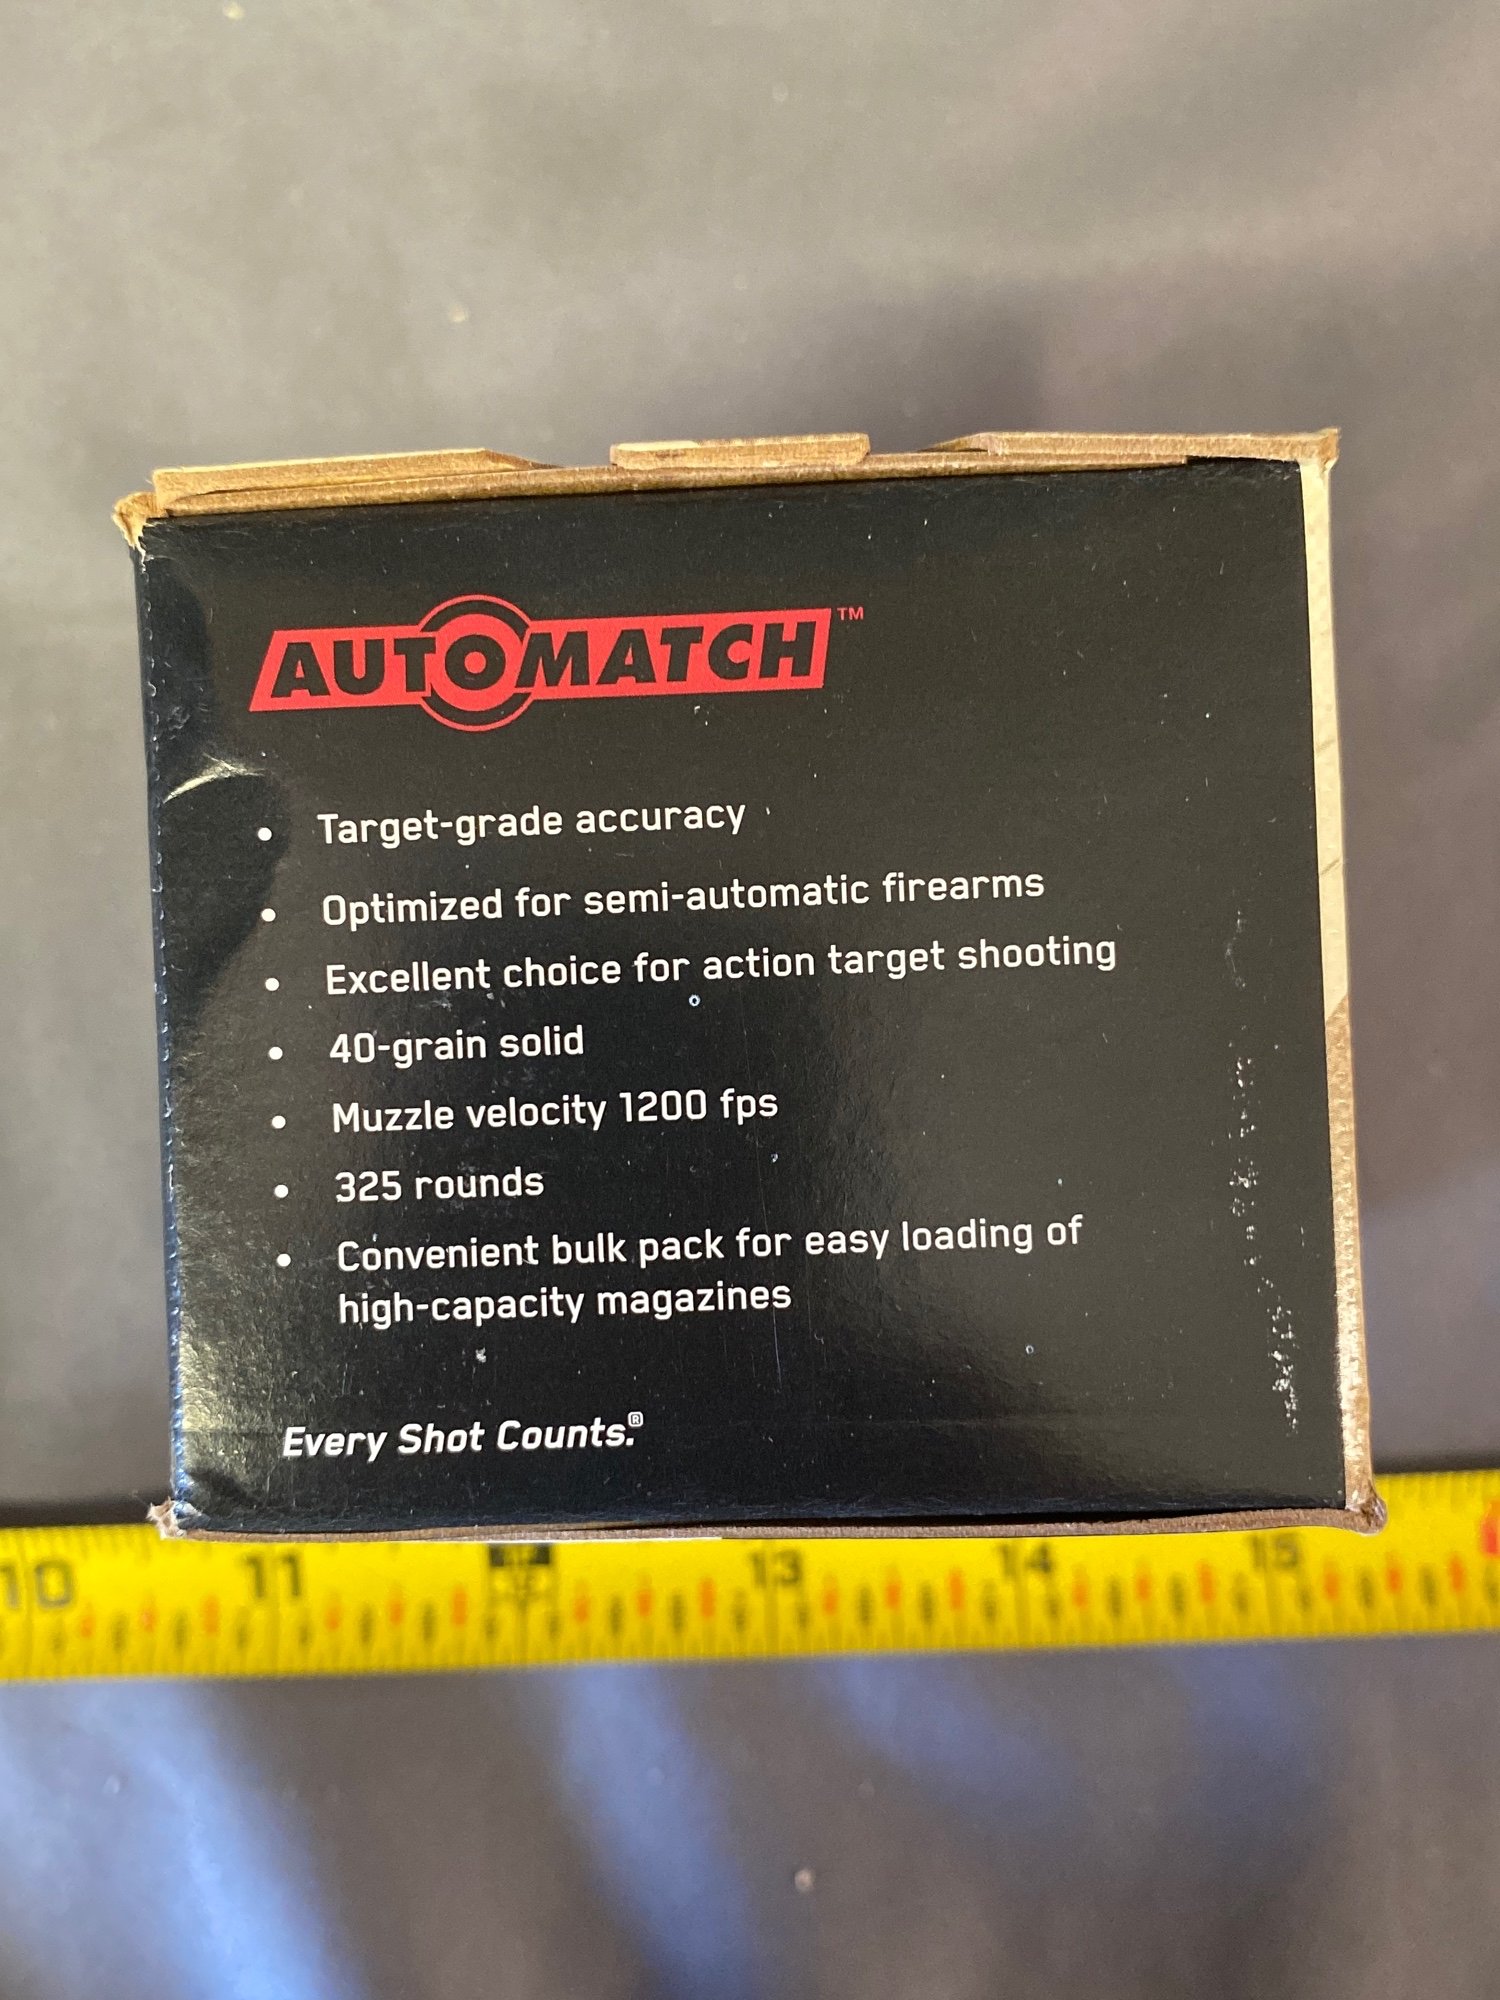 AUTOMATCH™
• Target-grade accuracy
• Optimized for semi-automatic firearms
• Excellent choice for action target shooting
• 40-grain solid
• Muzzle velocity 1200 fps
• 325 rounds
• Convenient bulk pack for easy loading of
high-capacity magazines
Every Shot Counts.®
10 11 13 14 15